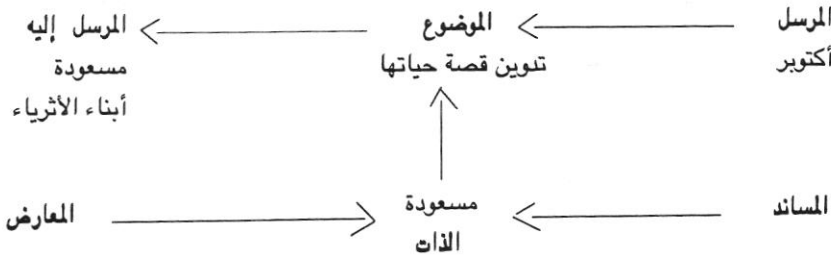 المرسل الموضوع المرسل إليه
أكتوبر تدوين قصة حياتها مسعودة
أبناء الأثرياء
المساند مسعودة المعارض
الذات